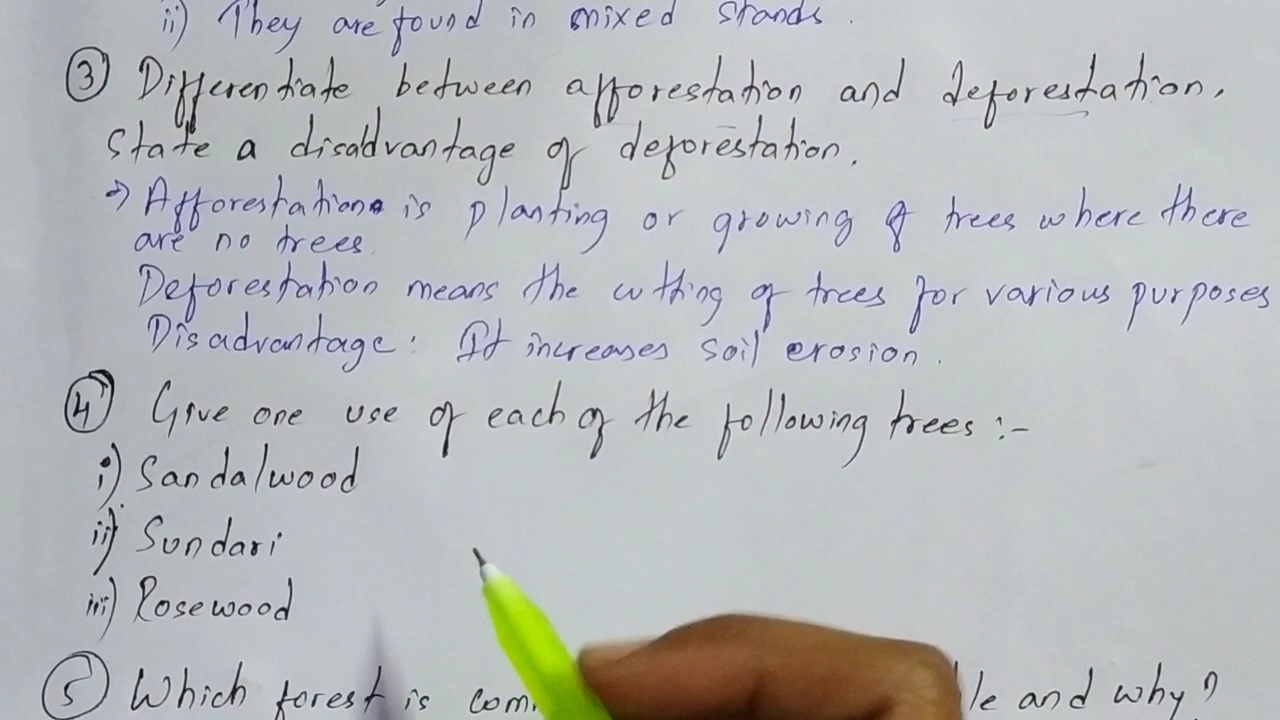 ii) They are found in mixed stands.
③ Differentiate between afforestation and deforestation.
State a disadvantage of deforestation.
→ Afforestation is planting or growing of trees where there
are no trees.
Deforestation means the cutting of trees for various purposes
Disadvantage: It increases soil erosion.
④ Give one use of each of the following trees :-
i) Sandalwood
ii) Sundari
iii) Rosewood
⑤ Which forest is and why?